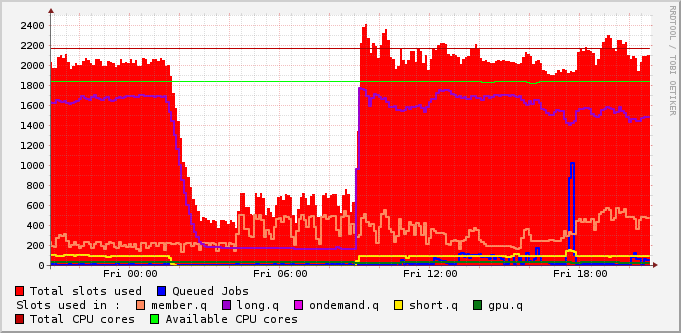 2400
2200
2000
1800
1600
1400
1200
1000
800
600
400
200
0
Fri 00:00 Fri 06:00 Fri 12:00 Fri 18:00
Total slots used Queued Jobs
Slots used in : member.q long.q ondemand.q short.q gpu.q
Total CPU cores Available CPU cores
RRDTOOL / TOBI OETIKER